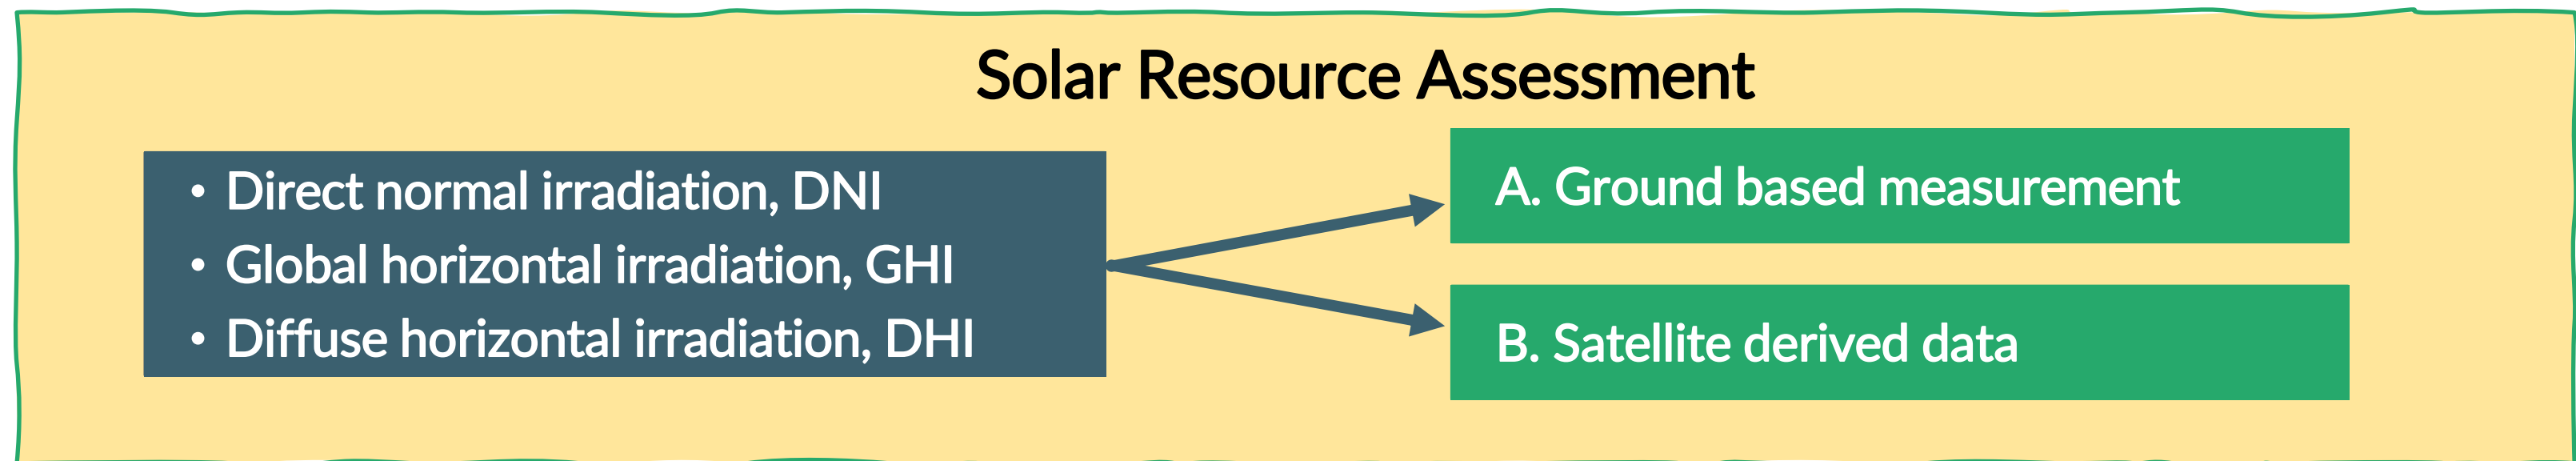 Solar Resource Assessment
• Direct normal irradiation, DNI
• Global horizontal irradiation, GHI
• Diffuse horizontal irradiation, DHI
A. Ground based measurement
B. Satellite derived data